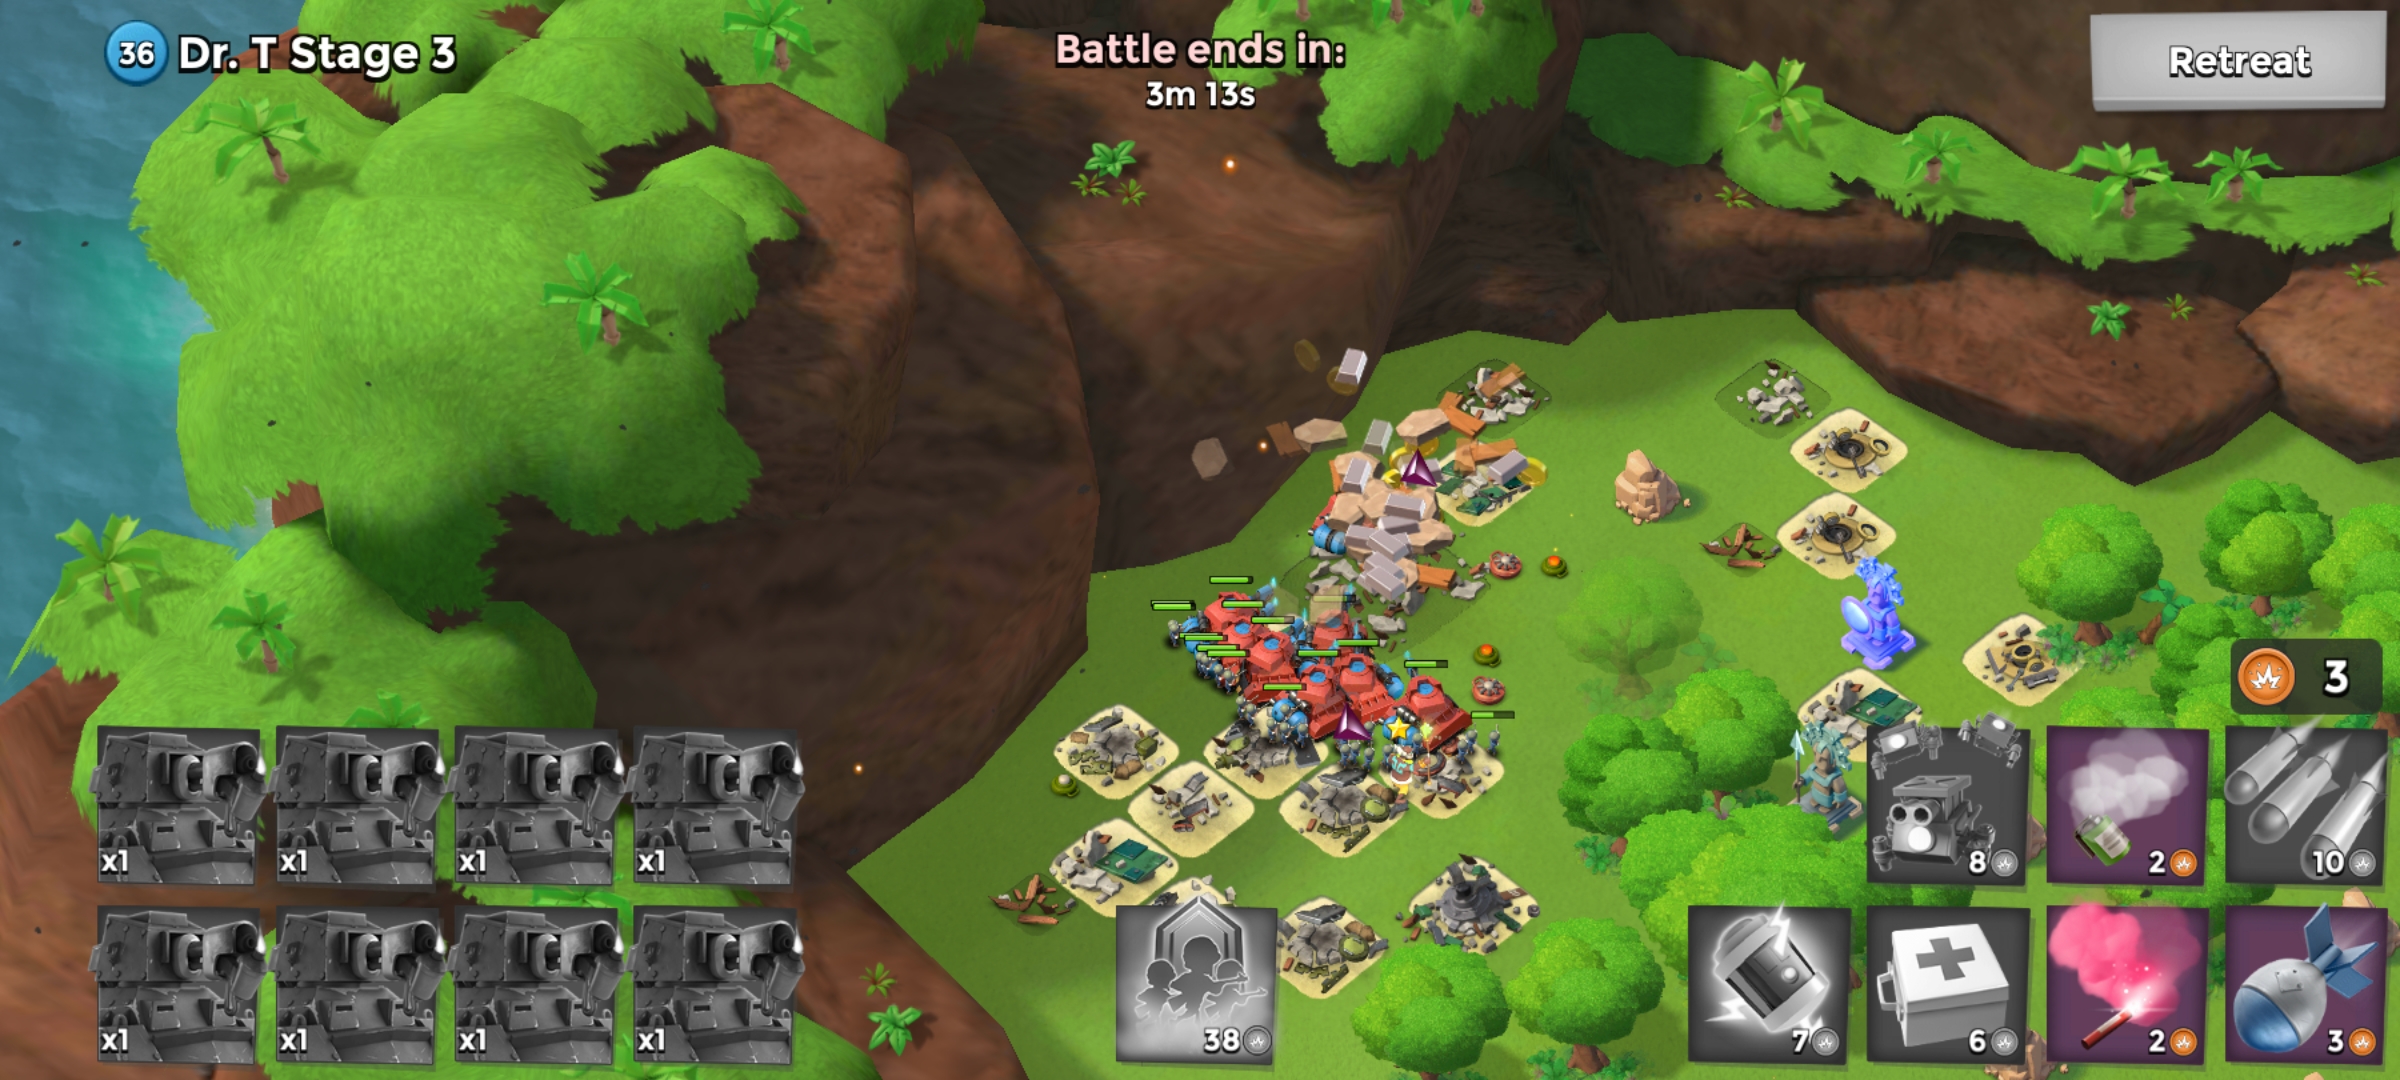 36 Dr. T Stage 3
Battle ends in:
3m 13s
Retreat
3
x1 x1 x1 x1
8 2 10
x1 x1 x1 x1
38 7 6 2 3